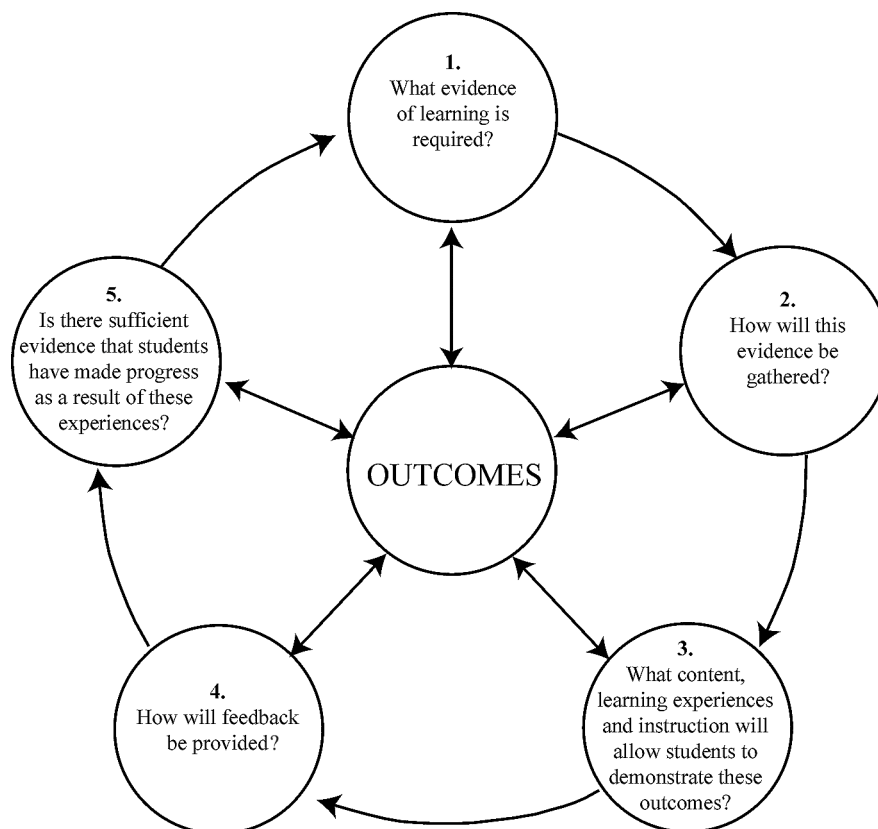 1.
What evidence
of learning is
required?
2.
How will this
evidence be
gathered?
3.
What content,
learning experiences
and instruction will
allow students to
demonstrate these
outcomes?
4.
How will feedback
be provided?
5.
Is there sufficient
evidence that students
have made progress
as a result of these
experiences?
OUTCOMES